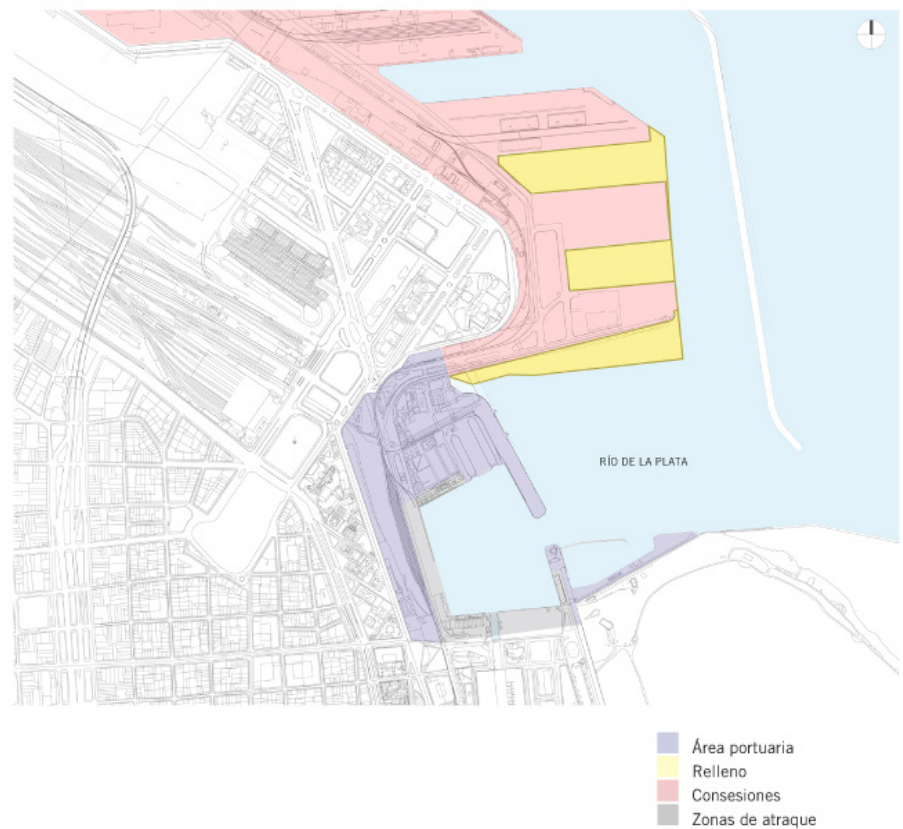 RÍO DE LA PLATA
Área portuaria
Relleno
Consesiones
Zonas de atraque